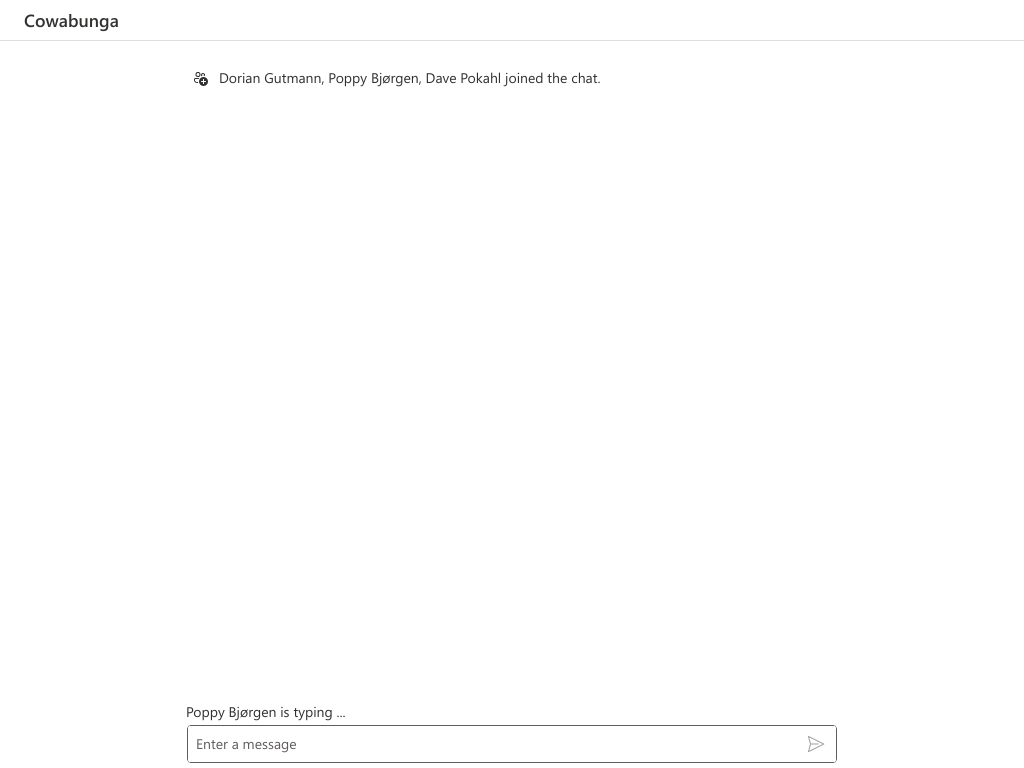 Cowabunga
Dorian Gutmann, Poppy Bjørgen, Dave Pokahl joined the chat.
Poppy Bjørgen is typing ...
Enter a message